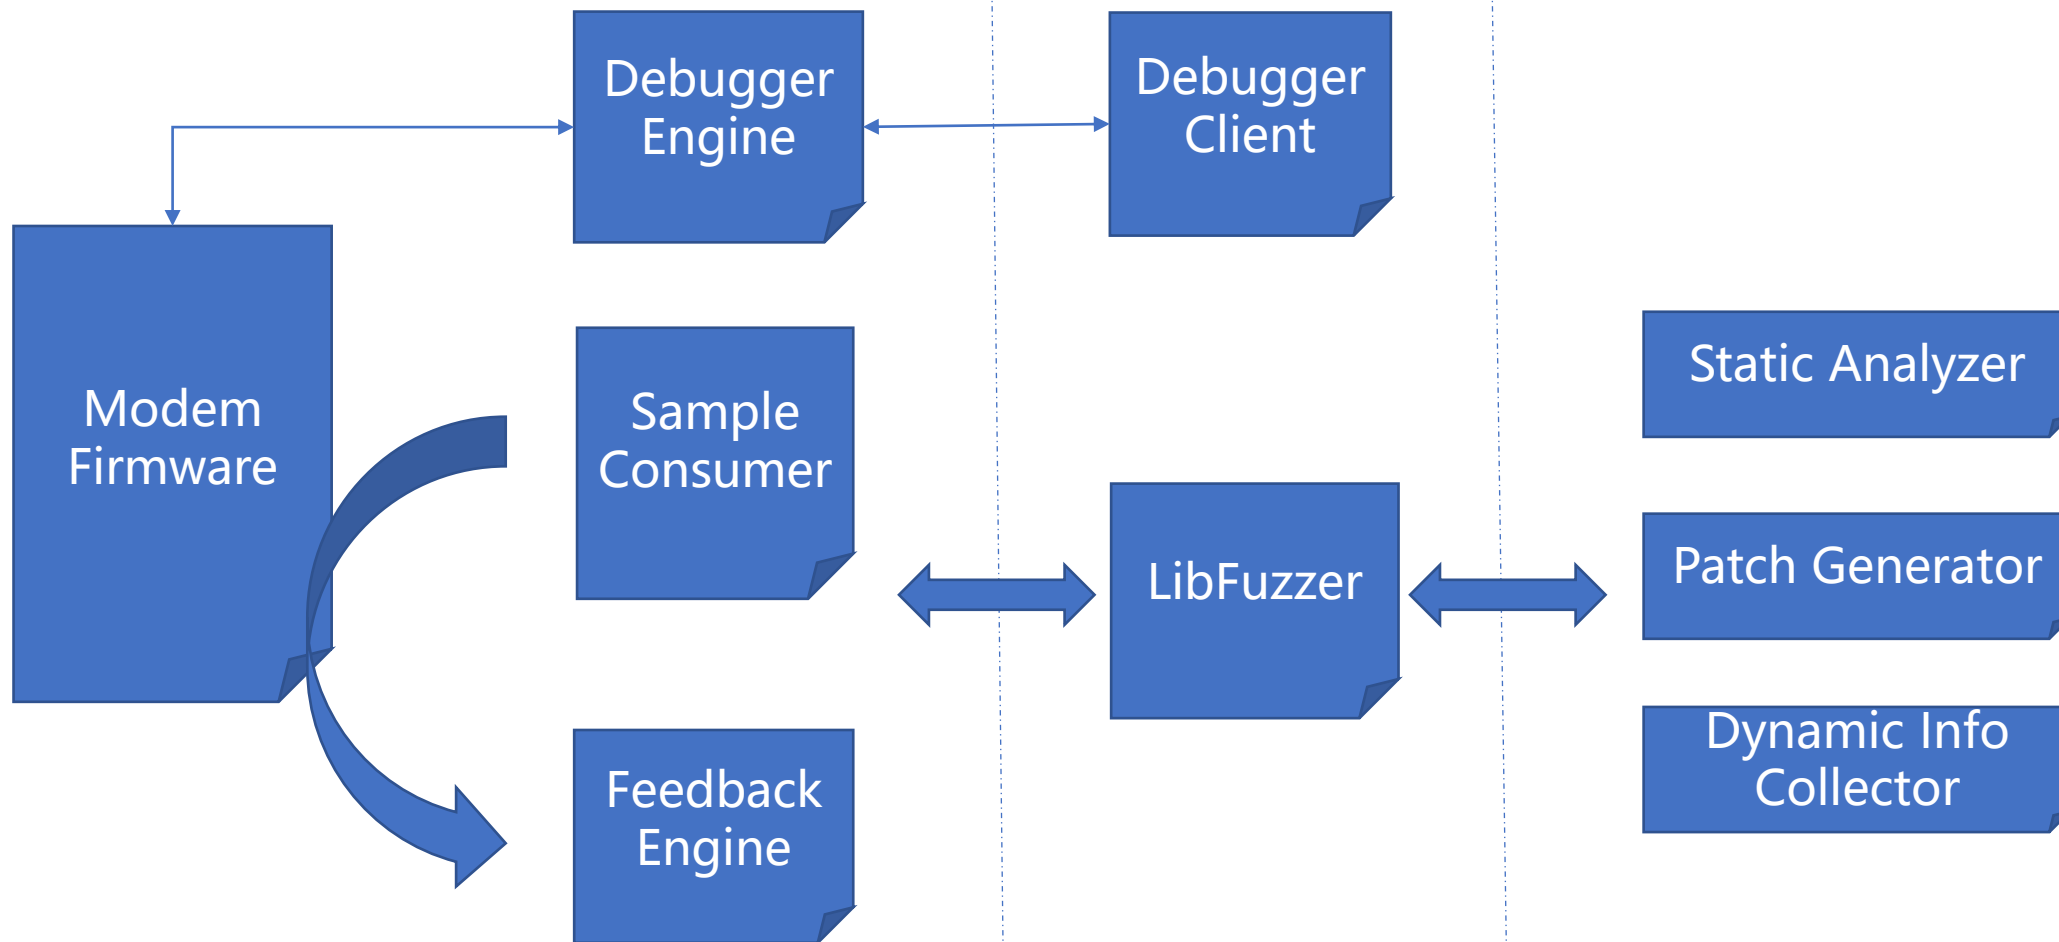 Debugger
Engine
Debugger
Client
Modem
Firmware
Sample
Consumer
LibFuzzer
Static Analyzer
Patch Generator
Dynamic Info
Collector
Feedback
Engine